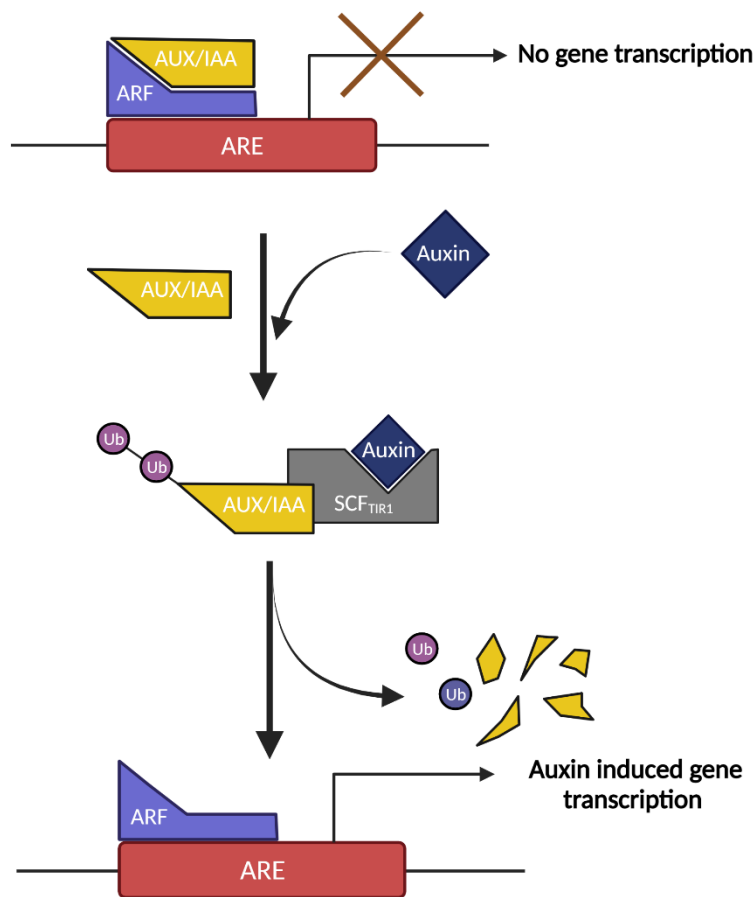 AUX/IAA
No gene transcription
ARF
ARE
Auxin
AUX/IAA
Ub
Auxin
Ub
AUX/IAA
SCFTIR1
Ub
Ub
Auxin induced gene
transcription
ARF
ARE